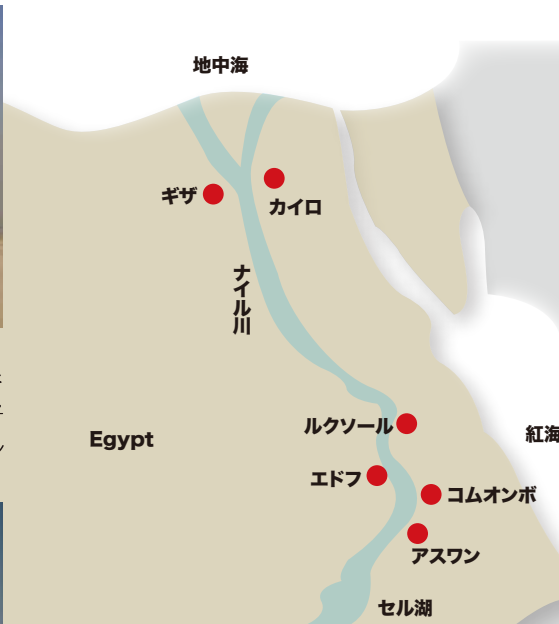 地中海
ギザ
カイロ
ナイル川
ルクソール
Egypt
紅海
エドフ
コムオンボ
アスワン
セル湖